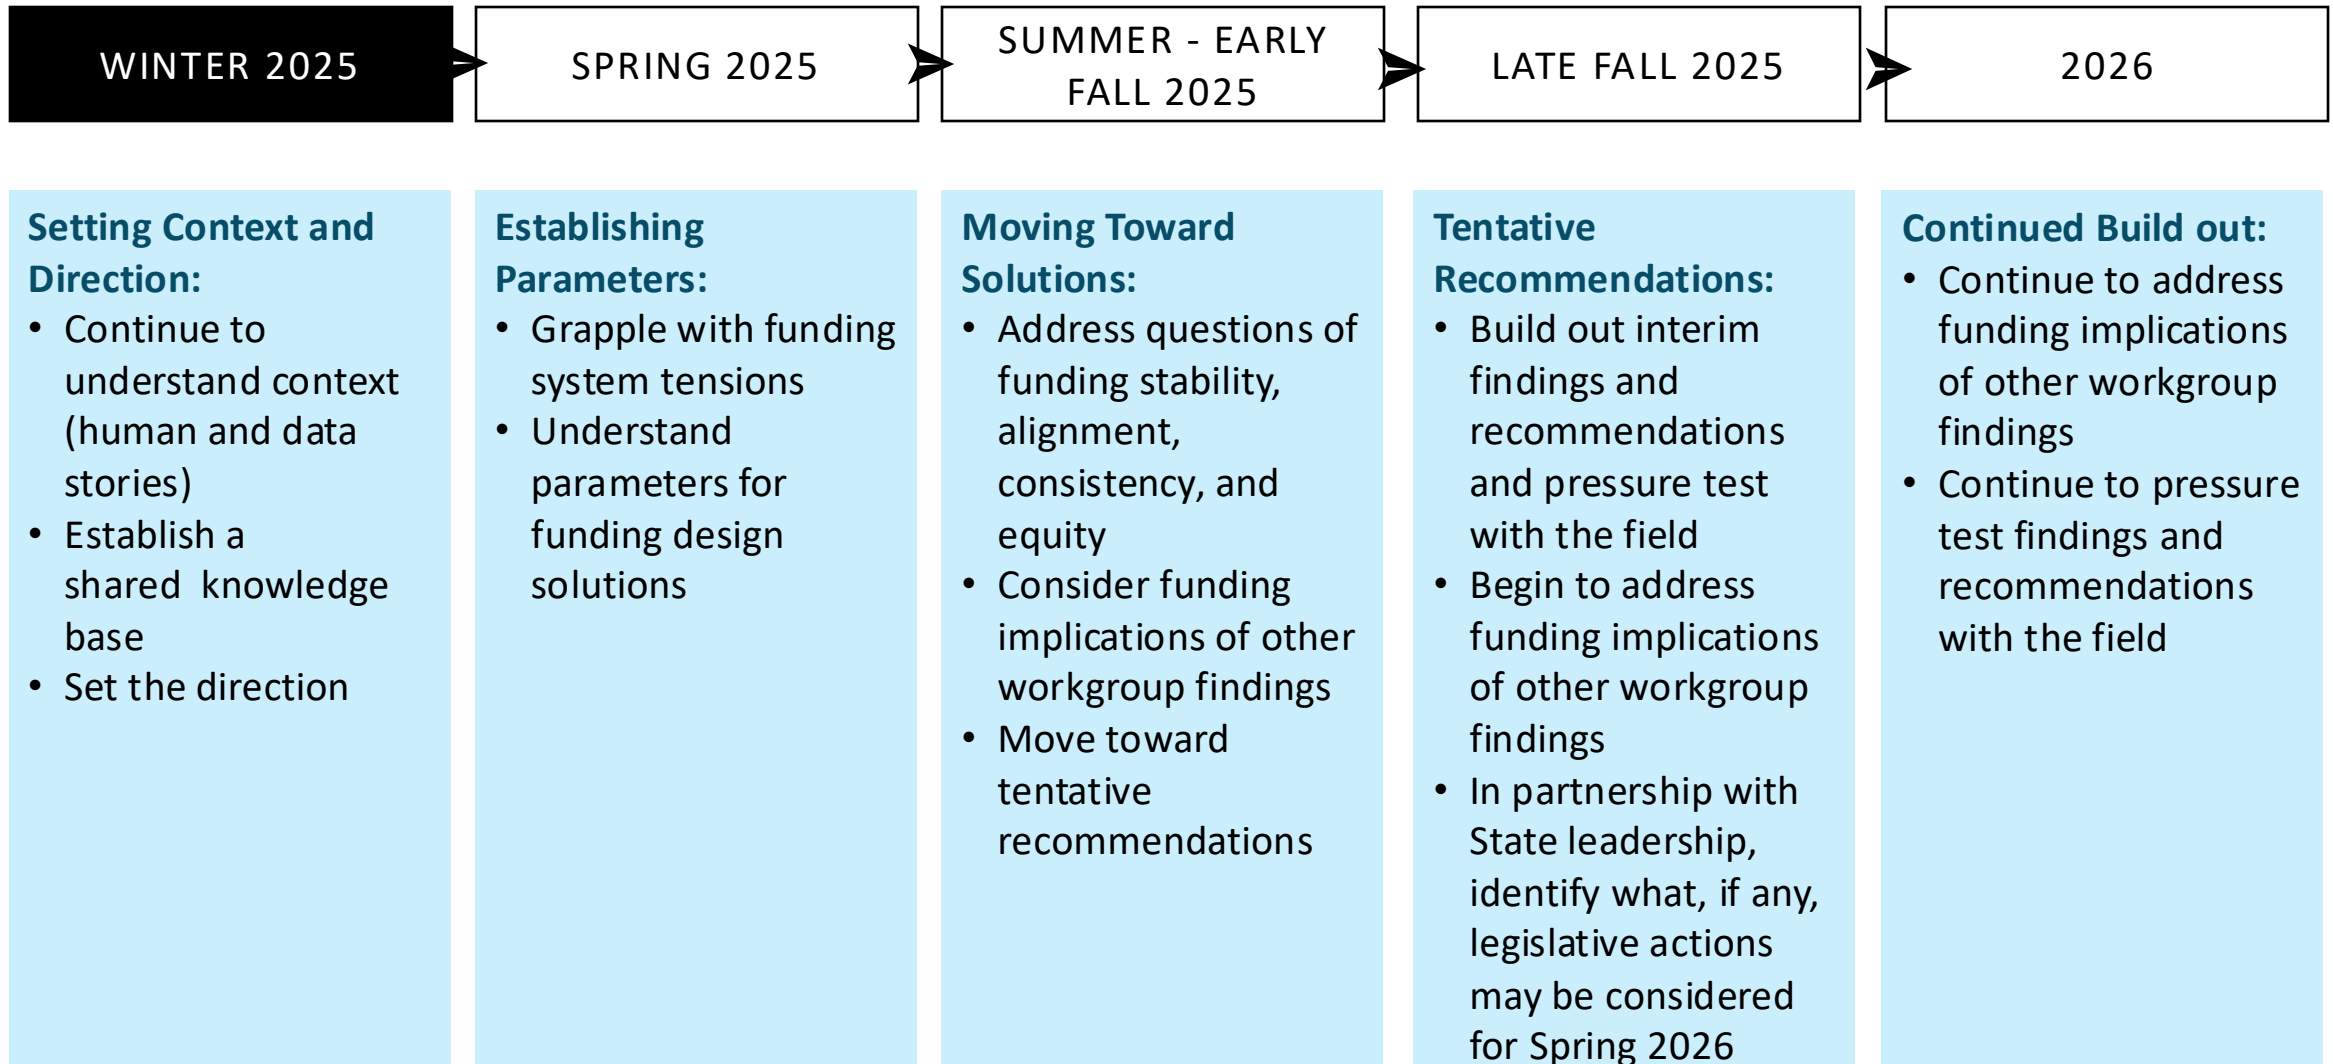 WINTER 2025
SPRING 2025
SUMMER - EARLY
FALL 2025
LATE FALL 2025
2026
Setting Context and
Direction:
• Continue to
understand context
(human and data
stories)
• Establish a
shared  knowledge
base
• Set the direction
Establishing
Parameters:
• Grapple with funding
system tensions
• Understand
parameters for
funding design
solutions
Moving Toward
Solutions:
• Address questions of
funding stability,
alignment,
consistency, and
equity
• Consider funding
implications of other
workgroup findings
• Move toward
tentative
recommendations
Tentative
Recommendations:
• Build out interim
findings and
recommendations
and pressure test
with the field
• Begin to address
funding implications
of other workgroup
findings
• In partnership with
State leadership,
identify what, if any,
legislative actions
may be considered
for Spring 2026
Continued Build out:
• Continue to address
funding implications
of other workgroup
findings
• Continue to pressure
test findings and
recommendations
with the field